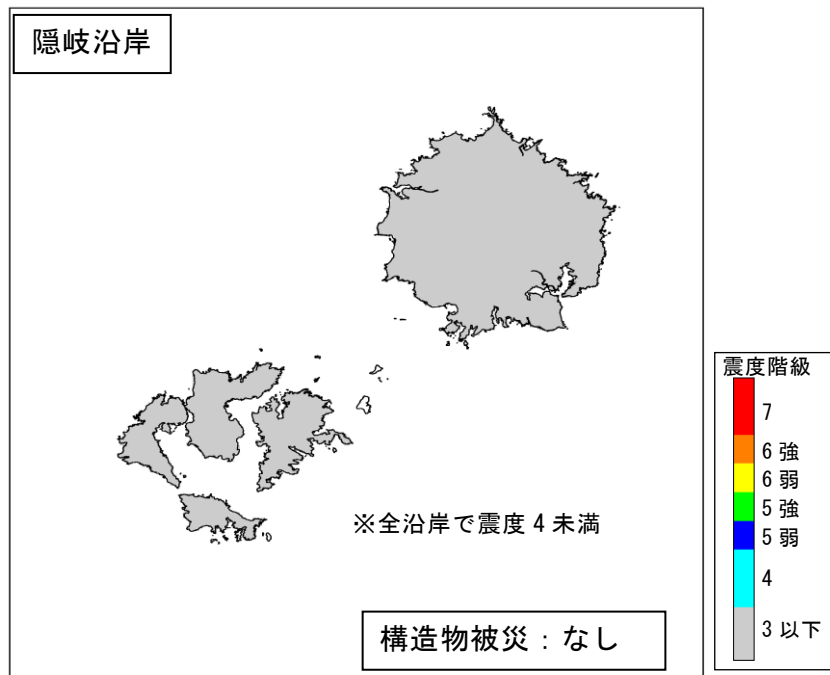 隠岐沿岸
※全沿岸で震度 4 未満
構造物被災：なし
震度階級
7
6 強
6 弱
5 強
5 弱
4
3 以下